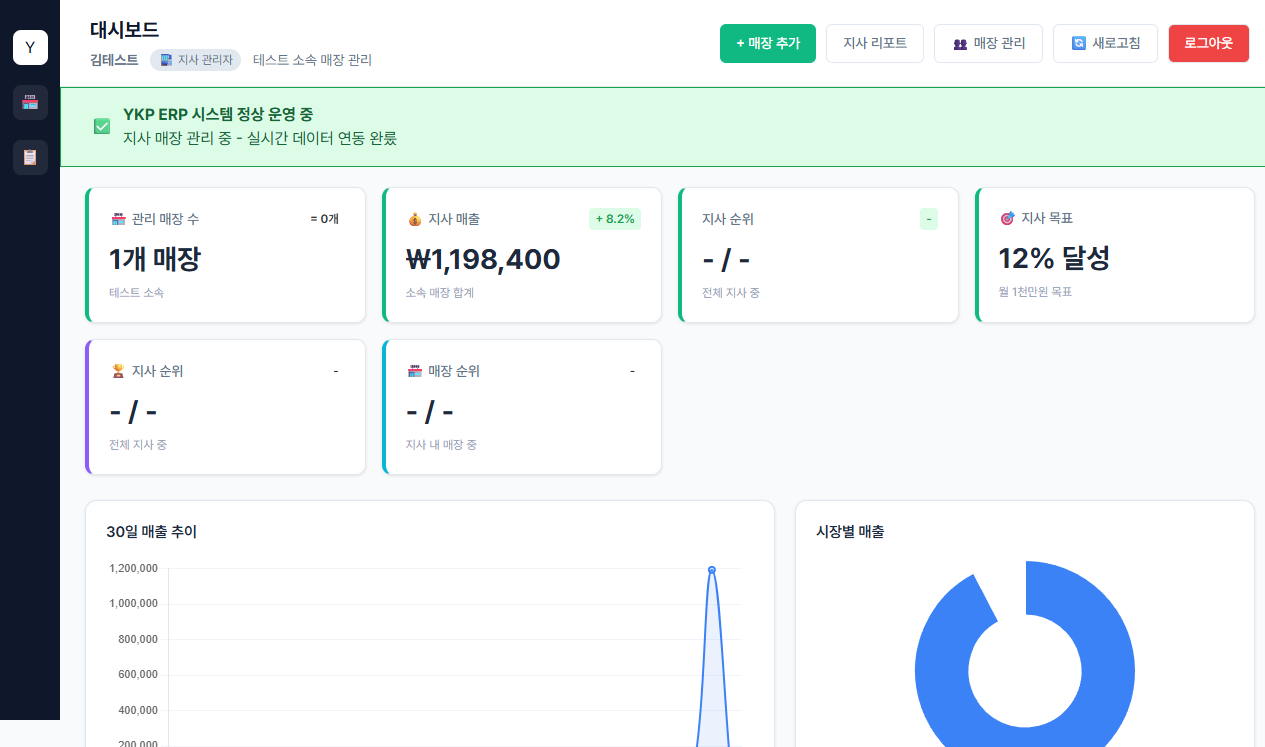 Y
대시보드
김테스트 지사 관리자 테스트 소속 매장 관리
+ 매장 추가
지사 리포트
매장 관리
새로고침
로그아웃
YKP ERP 시스템 정상 운영 중
지사 매장 관리 중 - 실시간 데이터 연동 완룠
관리 매장 수 = 0개
1개 매장
테스트 소속
지사 매출 + 8.2%
₩1,198,400
소속 매장 합계
지사 순위 -
- / -
전체 지사 중
지사 목표
12% 달성
월 1천만원 목표
지사 순위 -
- / -
전체 지사 중
매장 순위 -
- / -
지사 내 매장 중
30일 매출 추이
1,200,000
1,000,000
800,000
600,000
400,000
200,000
시장별 매출